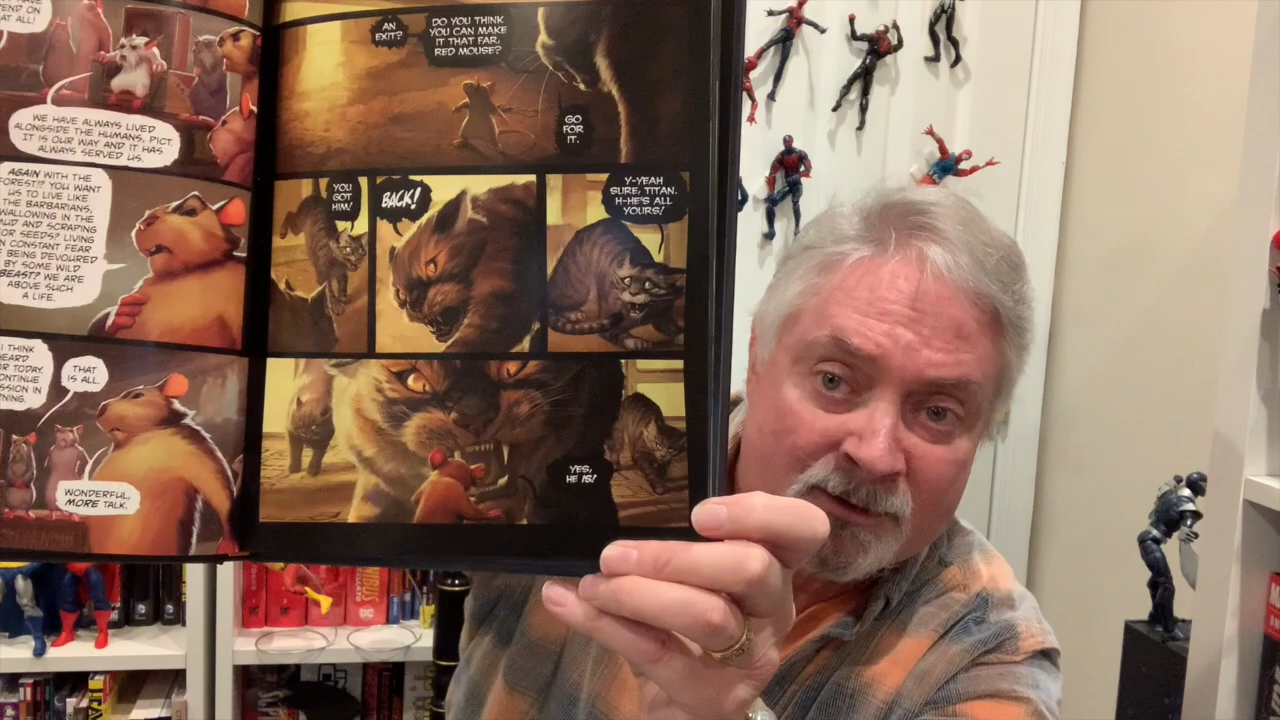 AT ALL!
WE HAVE ALWAYS LIVED
ALONGSIDE THE HUMANS, PICT.
IT IS OUR WAY AND IT HAS
ALWAYS SERVED US.
AGAIN WITH THE
FOREST!? YOU WANT
US TO LIVE LIKE
THE BARBARIANS,
WALLOWING IN THE
MUD AND SCRAPING
FOR SEEDS? LIVING
IN CONSTANT FEAR
OF BEING DEVOURED
BY SOME WILD
BEAST? WE ARE
ABOVE SUCH
A LIFE.
I THINK
HEARD
TODAY.
THAT
IS ALL.
WONDERFUL,
MORE TALK.
AN
EXIT?
DO YOU THINK
YOU CAN MAKE
IT THAT FAR,
RED MOUSE?
GO
FOR
IT.
YOU
GOT
HIM!
BACK!
Y-YEAH
SURE, TITAN.
H-HE'S ALL
YOURS!
YES,
HE IS!